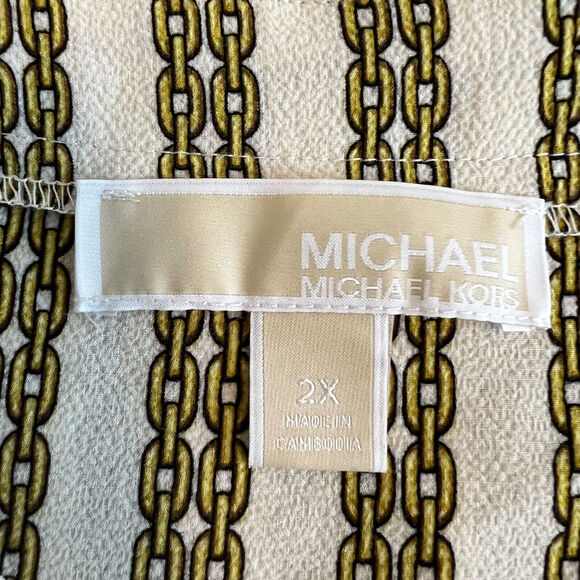 MICHAEL
MICHAEL KORS
2X
MADE IN
CAMBODIA